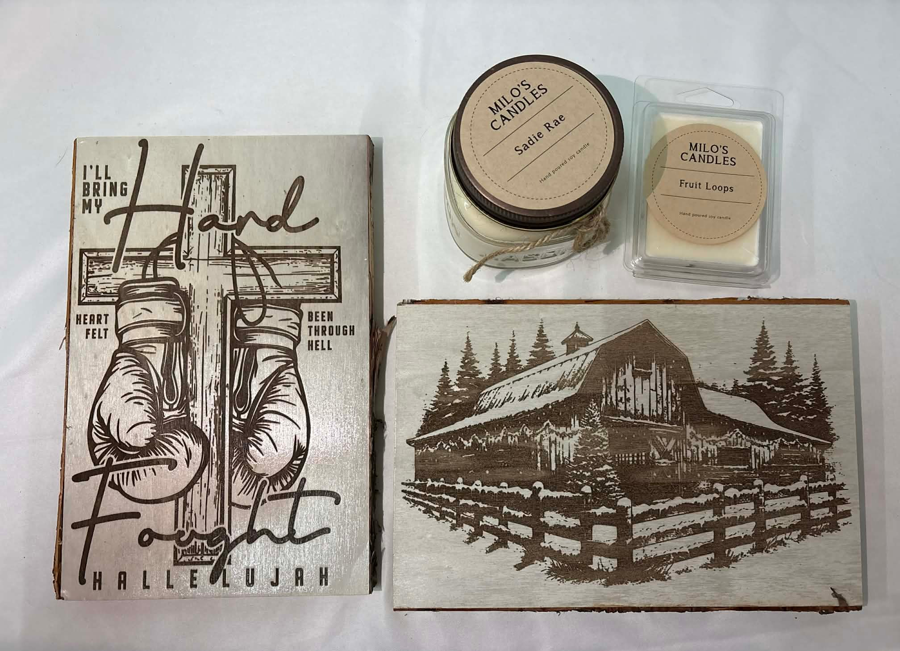 I'LL
BRING
MY
Hard
HEART
FELT
BEEN
THROUGH
HELL
Fought
HALLELUJAH
MILO'S
CANDLES
Sadie Rae
Hand poured soy candle
MILO'S
CANDLES
Fruit Loops
Hand poured soy candle